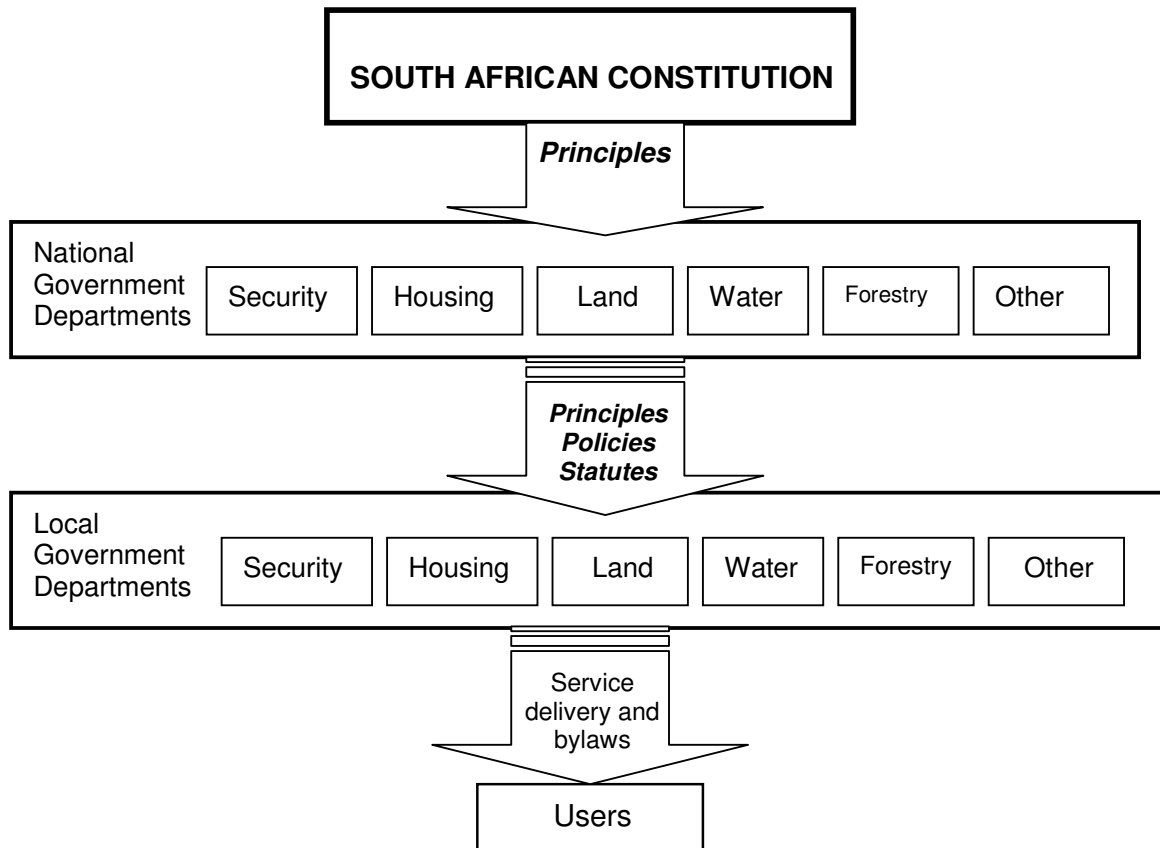 SOUTH AFRICAN CONSTITUTION
Principles
National
Government
Departments
Security
Housing
Land
Water
Forestry
Other
Principles
Policies
Statutes
Local
Government
Departments
Security
Housing
Land
Water
Forestry
Other
Service
delivery and
bylaws
Users